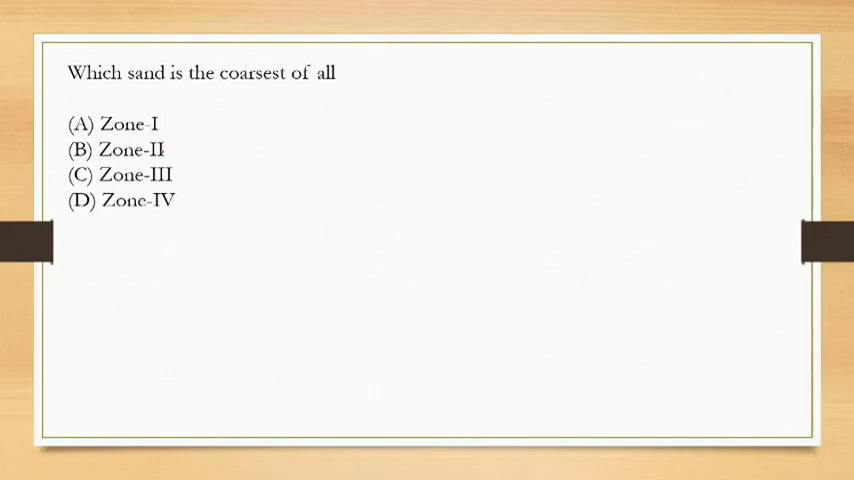 Which sand is the coarsest of all
(A) Zone-I
(B) Zone-II
(C) Zone-III
(D) Zone-IV